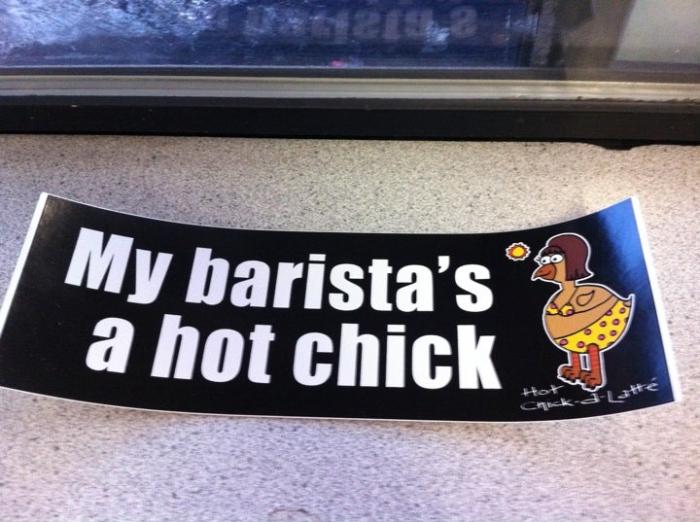 My barista's
a hot chick
Hot
Chick-a-Latté